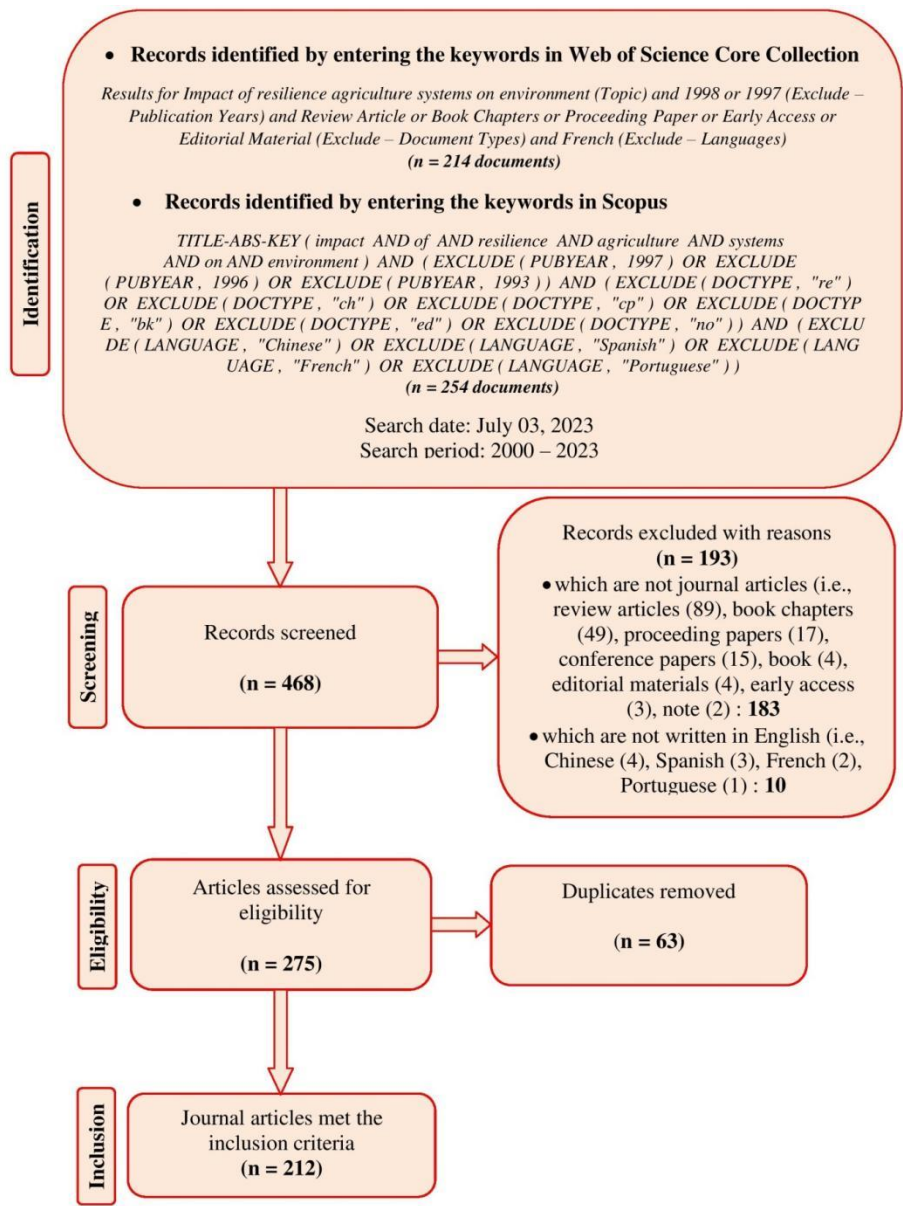 Identification
• Records identified by entering the keywords in Web of Science Core Collection
Results for Impact of resilience agriculture systems on environment (Topic) and 1998 or 1997 (Exclude –
Publication Years) and Review Article or Book Chapters or Proceeding Paper or Early Access or
Editorial Material (Exclude – Document Types) and French (Exclude – Languages)
(n = 214 documents)
• Records identified by entering the keywords in Scopus
TITLE-ABS-KEY ( impact AND of AND resilience AND agriculture AND systems
AND on AND environment ) AND ( EXCLUDE ( PUBYEAR , 1997 ) OR EXCLUDE
( PUBYEAR , 1996 ) OR EXCLUDE ( PUBYEAR , 1993 ) ) AND ( EXCLUDE ( DOCTYPE , "re" )
OR EXCLUDE ( DOCTYPE , "ch" ) OR EXCLUDE ( DOCTYPE , "cp" ) OR EXCLUDE ( DOCTYP
E , "bk" ) OR EXCLUDE ( DOCTYPE , "ed" ) OR EXCLUDE ( DOCTYPE , "no" ) ) AND ( EXCLU
DE ( LANGUAGE , "Chinese" ) OR EXCLUDE ( LANGUAGE , "Spanish" ) OR EXCLUDE ( LANG
UAGE , "French" ) OR EXCLUDE ( LANGUAGE , "Portuguese" ) )
(n = 254 documents)
Search date: July 03, 2023
Search period: 2000 – 2023
Screening
Records screened
(n = 468)
Records excluded with reasons
(n = 193)
• which are not journal articles (i.e.,
review articles (89), book chapters
(49), proceeding papers (17),
conference papers (15), book (4),
editorial materials (4), early access
(3), note (2) : 183
• which are not written in English (i.e.,
Chinese (4), Spanish (3), French (2),
Portuguese (1) : 10
Eligibility
Articles assessed for
eligibility
(n = 275)
Duplicates removed
(n = 63)
Inclusion
Journal articles met the
inclusion criteria
(n = 212)